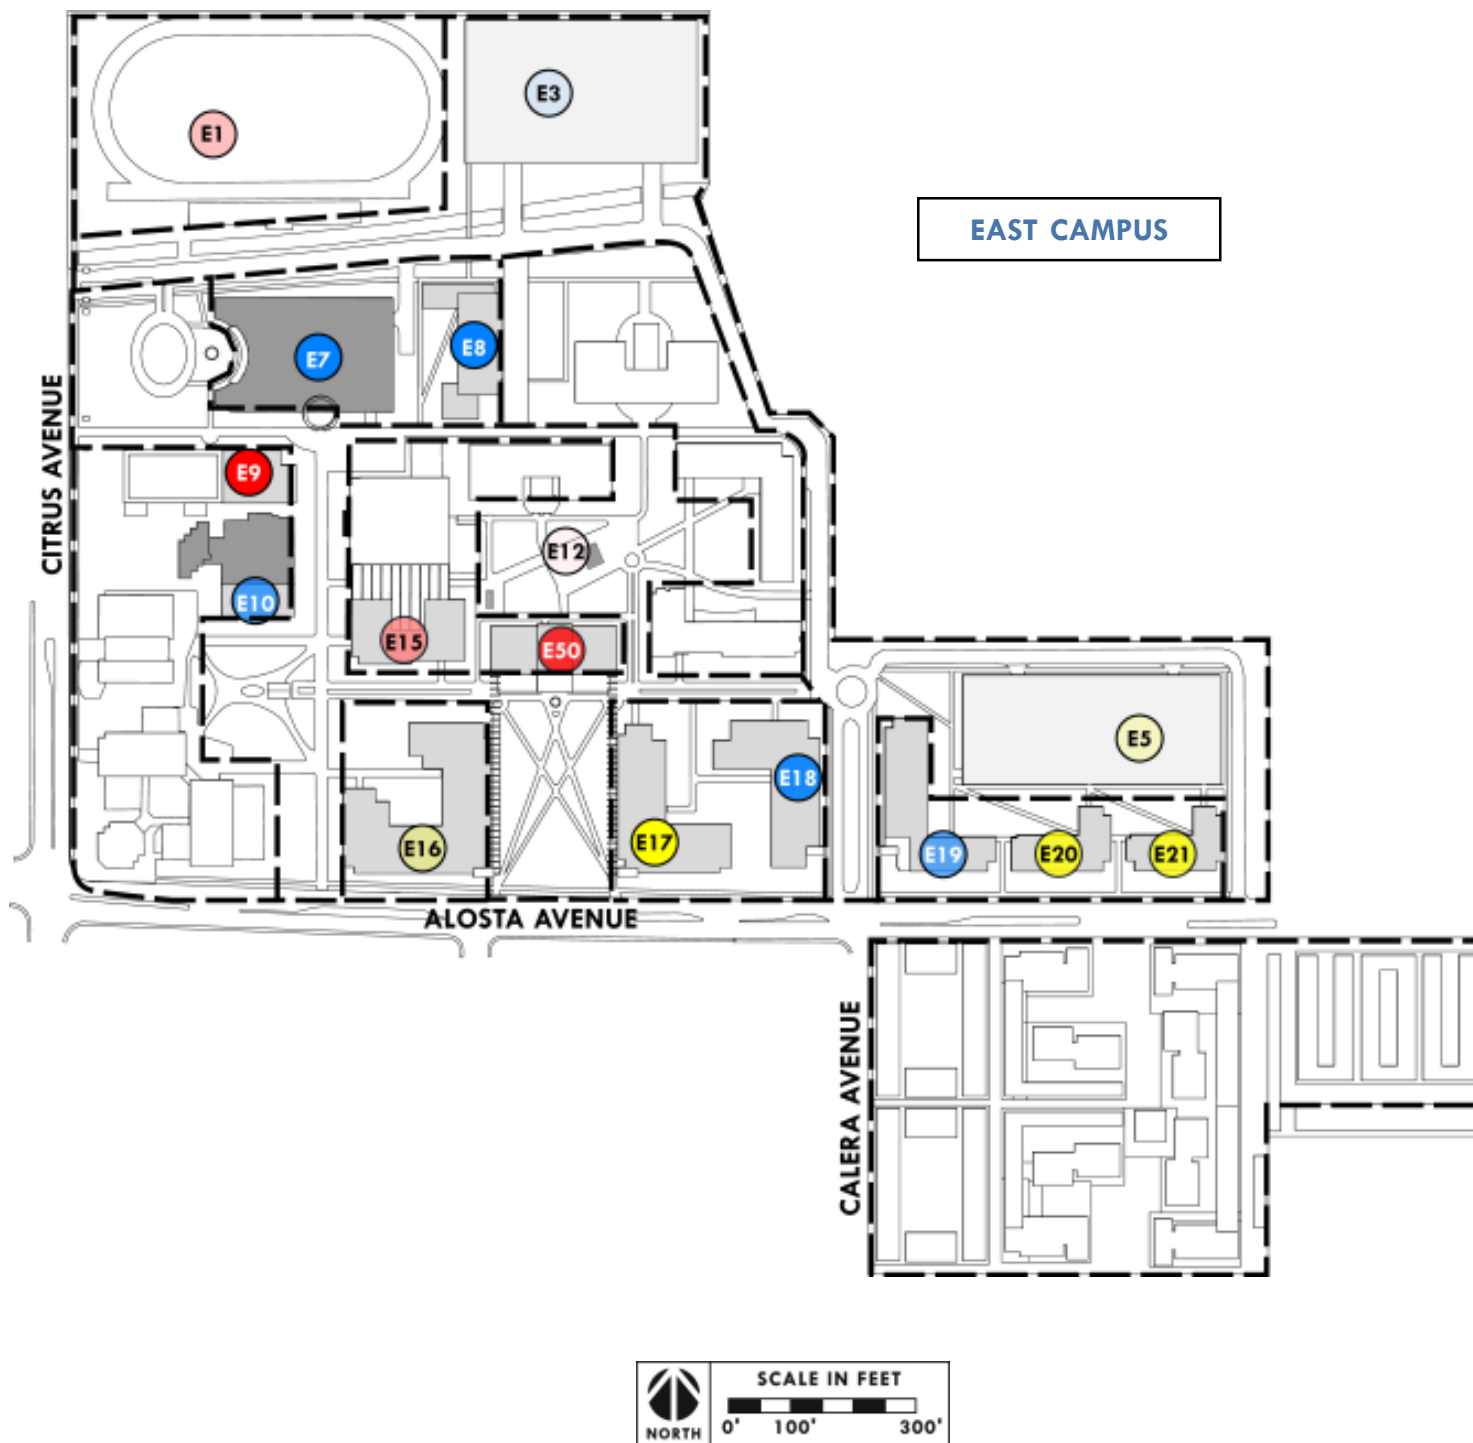 E3
E1
EAST CAMPUS
E7
E8
CITRUS AVENUE
E9
E12
E10
E15
E50
E5
E18
E17
E16
E19
E20
E21
ALOSTA AVENUE
CALERA AVENUE
SCALE IN FEET
NORTH
0' 100' 300'